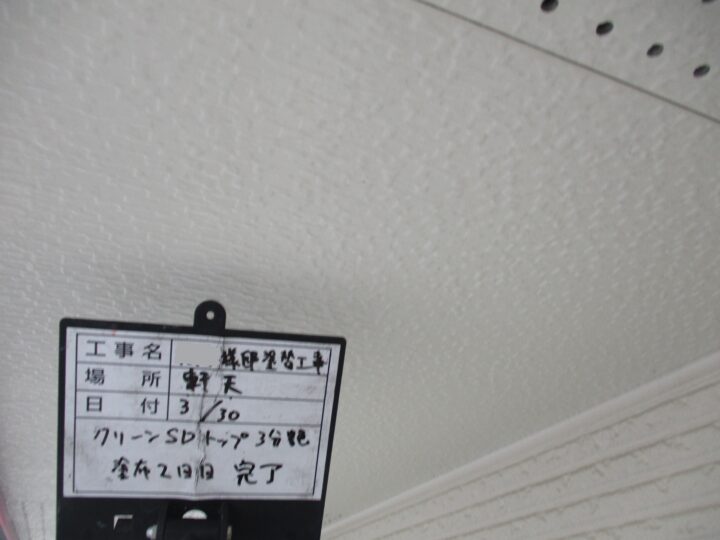 工事名 様邸塗替工事
場所 軒天
日付 3/30
クリーンSDトップ3分艶
塗布2回目 完了